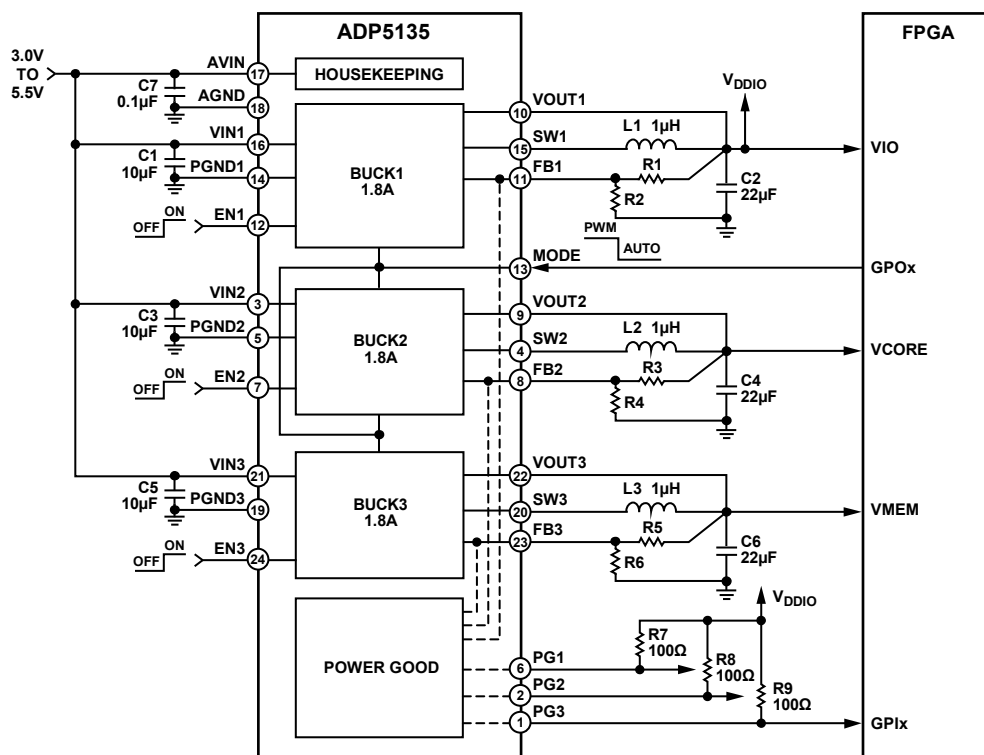 ADP5135
FPGA
3.0V
TO
5.5V
AVIN
17
HOUSEKEEPING
C7
0.1µF
AGND
18
VOUT1
10
V_DDIO
VIN1
16
L1 1µH
SW1
15
VIO
C1
10µF
PGND1
14
BUCK1
1.8A
FB1
11
R1
R2
C2
22µF
OFF
ON
EN1
12
PWM
AUTO
MODE
13
GPOx
VIN2
3
VOUT2
9
C3
10µF
PGND2
5
BUCK2
1.8A
SW2
4
L2 1µH
VCORE
OFF
ON
EN2
7
FB2
8
R3
R4
C4
22µF
VIN3
21
VOUT3
22
C5
10µF
PGND3
19
BUCK3
1.8A
SW3
20
L3 1µH
VMEM
OFF
ON
EN3
24
FB3
23
R5
R6
C6
22µF
V_DDIO
POWER GOOD
R7
100Ω
R8
100Ω
R9
100Ω
PG1
6
PG2
2
PG3
1
GPIx